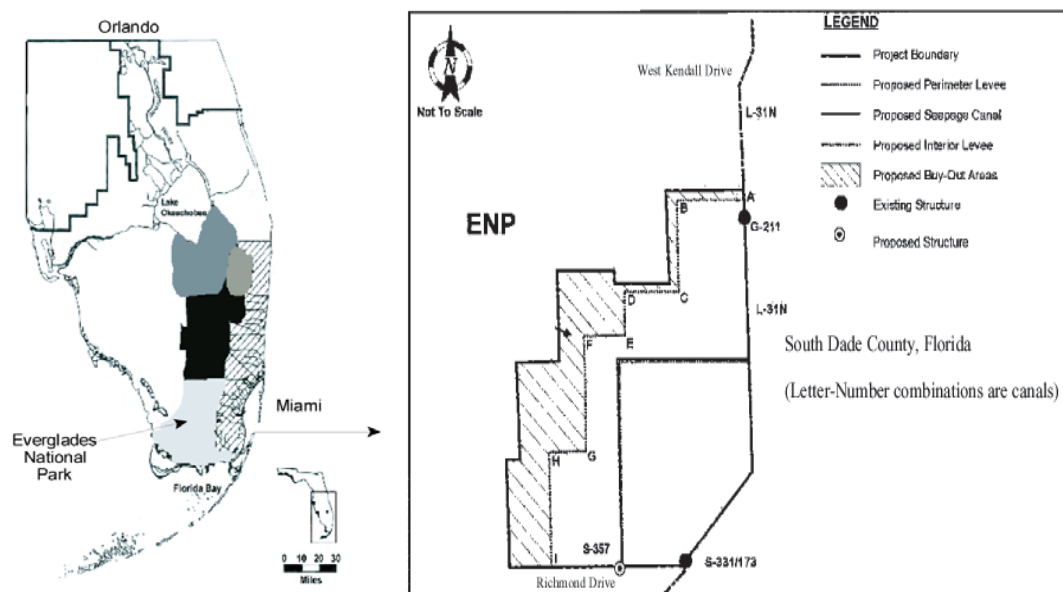 Orlando
Lake
Okeechobee
Miami
Everglades
National
Park
Florida Bay
0 10 20 30
Miles
N
Not To Scale
ENP
West Kendall Drive
L-31N
A
B
G-211
C
D
L-31N
E
F
G
H
I
S-357
S-331/173
Richmond Drive
South Dade County, Florida
(Letter-Number combinations are canals)
LEGEND
Project Boundary
Proposed Perimeter Levee
Proposed Seepage Canal
Proposed Interior Levee
Proposed Buy-Out Areas
Existing Structure
Proposed Structure